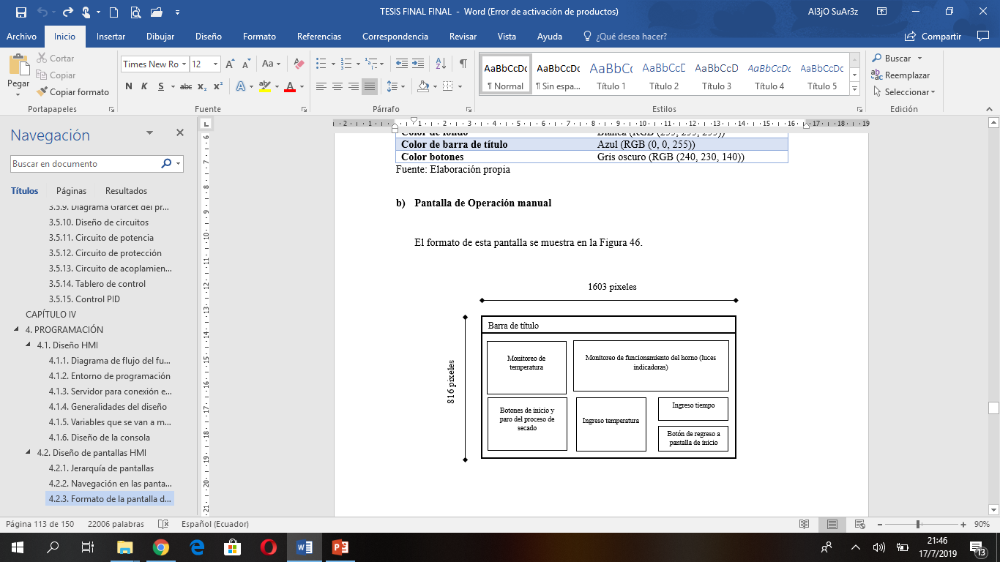 TESIS FINAL FINAL - Word (Error de activación de productos)
Al3jO SuAr3z
Archivo Inicio Insertar Dibujar Diseño Formato Referencias Correspondencia Revisar Vista Ayuda ¿Qué desea hacer? Compartir
Pegar
Cortar
Copiar
Copiar formato
Portapapeles
Times New Ro 12
Aa
N K S abc x₂ x²
Fuente
Párrafo
AaBbCcDc AaBbCcDc AaBbCc AaBbCcD AaBbCcD AaBbCcDc AaBbCcDc
¶ Normal ¶ Sin espa... Título 1 Título 2 Título 3 Título 4 Título 5
Estilos
Buscar
Reemplazar
Seleccionar
Edición
Navegación
Buscar en documento
Títulos Páginas Resultados
3.5.9. Diagrama Grafcet del pr...
3.5.10. Diseño de circuitos
3.5.11. Circuito de potencia
3.5.12. Circuito de protección
3.5.13. Circuito de acoplamien...
3.5.14. Tablero de control
3.5.15. Control PID
CAPÍTULO IV
4. PROGRAMACIÓN
4.1. Diseño HMI
4.1.1. Diagrama de flujo del fu...
4.1.2. Entorno de programación
4.1.3. Servidor para conexión e...
4.1.4. Generalidades del diseño
4.1.5. Variables que se van a m...
4.1.6. Diseño de la consola
4.2. Diseño de pantallas HMI
4.2.1. Jerarquía de pantallas
4.2.2. Navegación en las panta...
4.2.3. Formato de la pantalla d...
Color de fondo Blanca (RGB (255, 255, 255))
Color de barra de título Azul (RGB (0, 0, 255))
Color botones Gris oscuro (RGB (240, 230, 140))
Fuente: Elaboración propia
b) Pantalla de Operación manual
El formato de esta pantalla se muestra en la Figura 46.
1603 pixeles
816 pixeles
Barra de título
Monitoreo de
temperatura
Monitoreo de funcionamiento del horno (luces
indicadoras)
Botones de inicio y
paro del proceso de
secado
Ingreso temperatura
Ingreso tiempo
Botón de regreso a
pantalla de inicio
Página 113 de 150 22006 palabras Español (Ecuador) 90%
21:46
17/7/2019
13